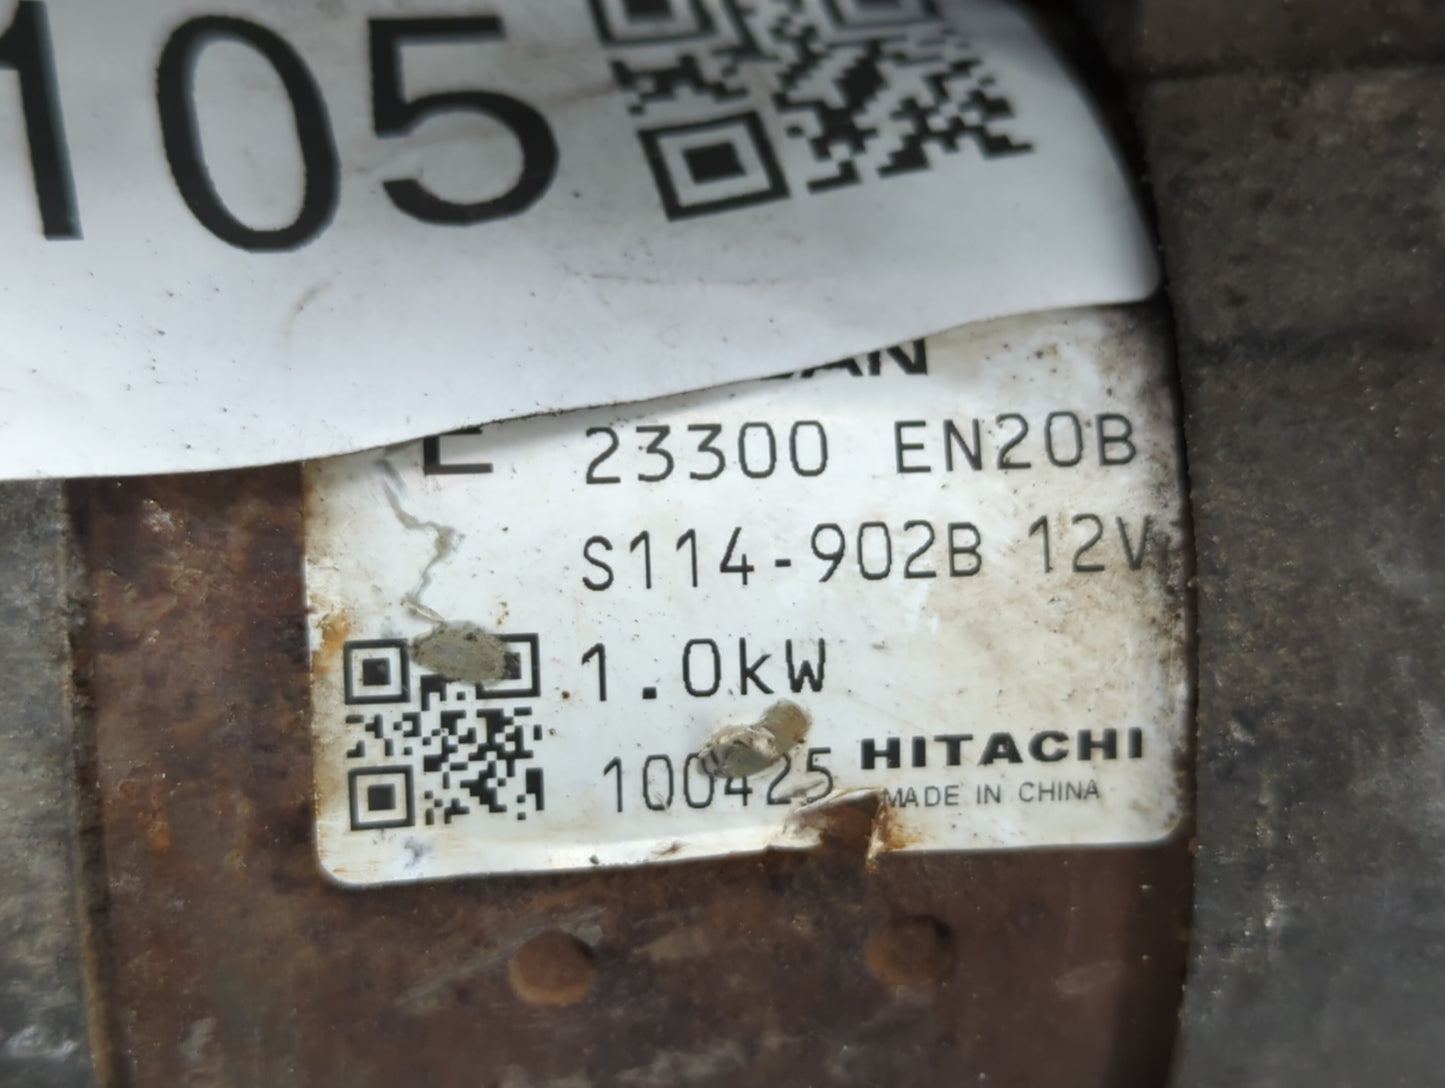 105
23300 EN20B
S114-902B 12V
1.0kW
100425
HITACHI
MADE IN CHINA